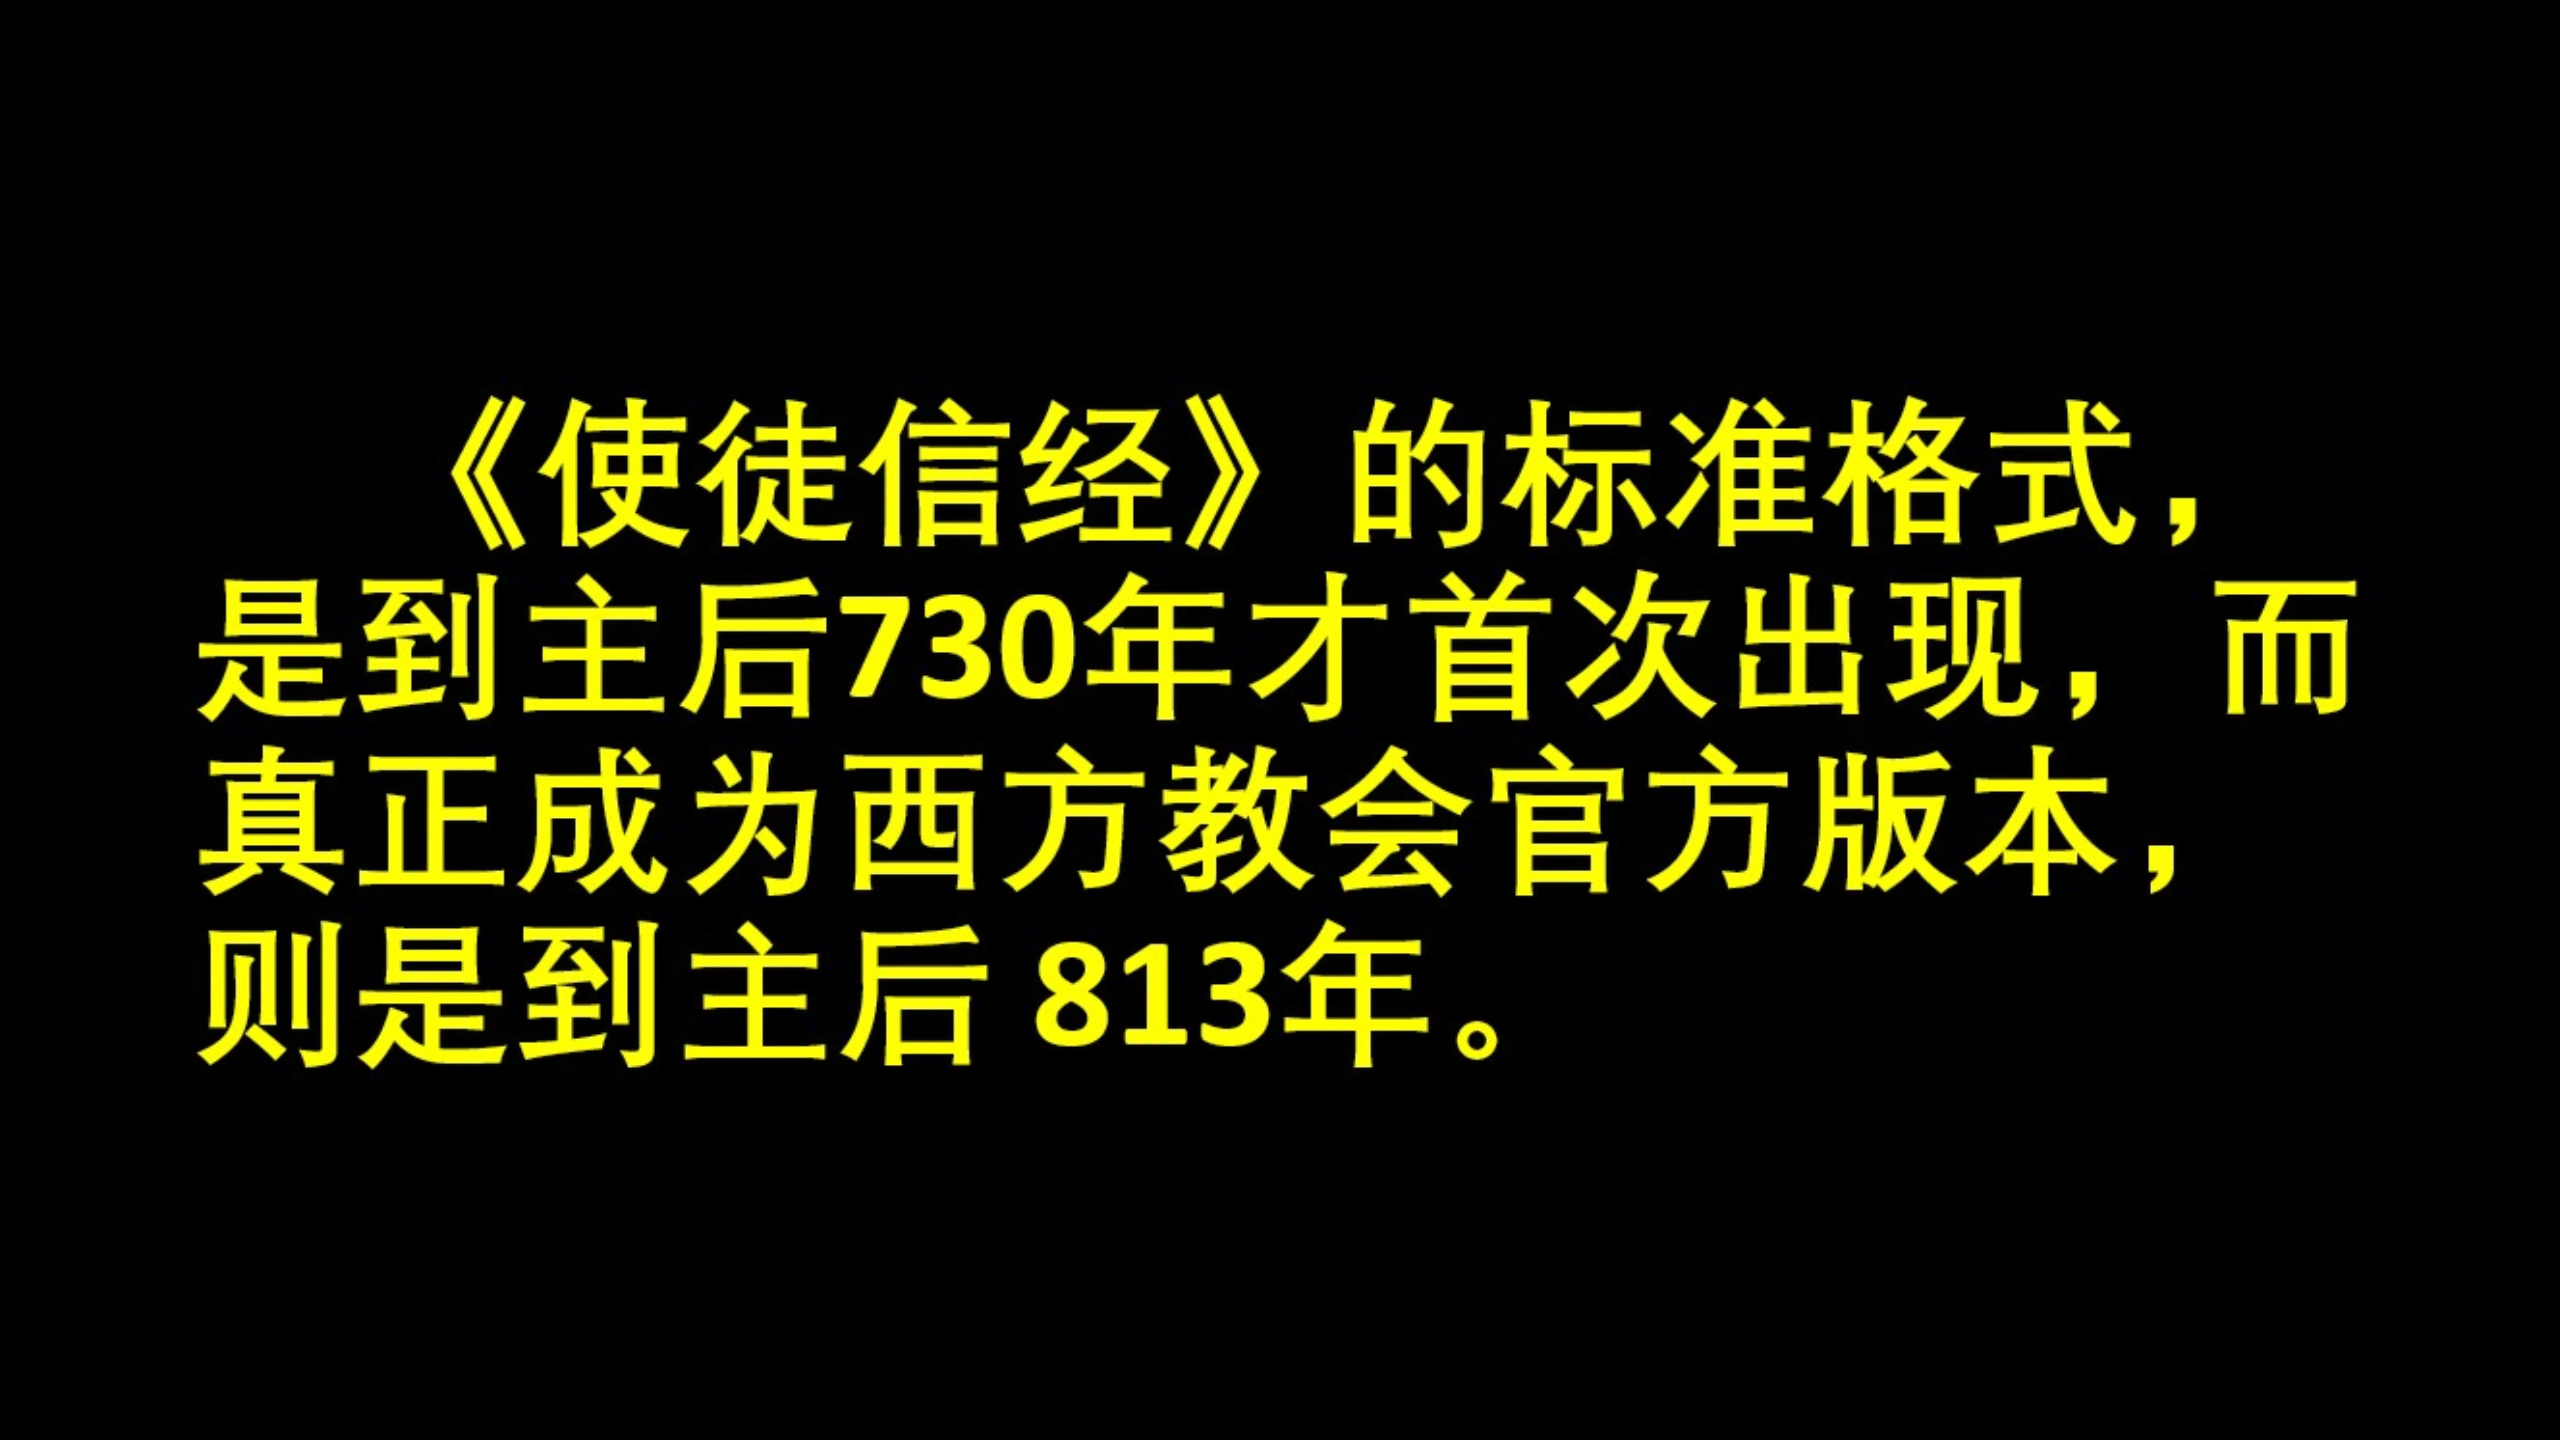 《使徒信经》的标准格式，
是到主后730年才首次出现，而
真正成为西方教会官方版本，
则是到主后 813年。